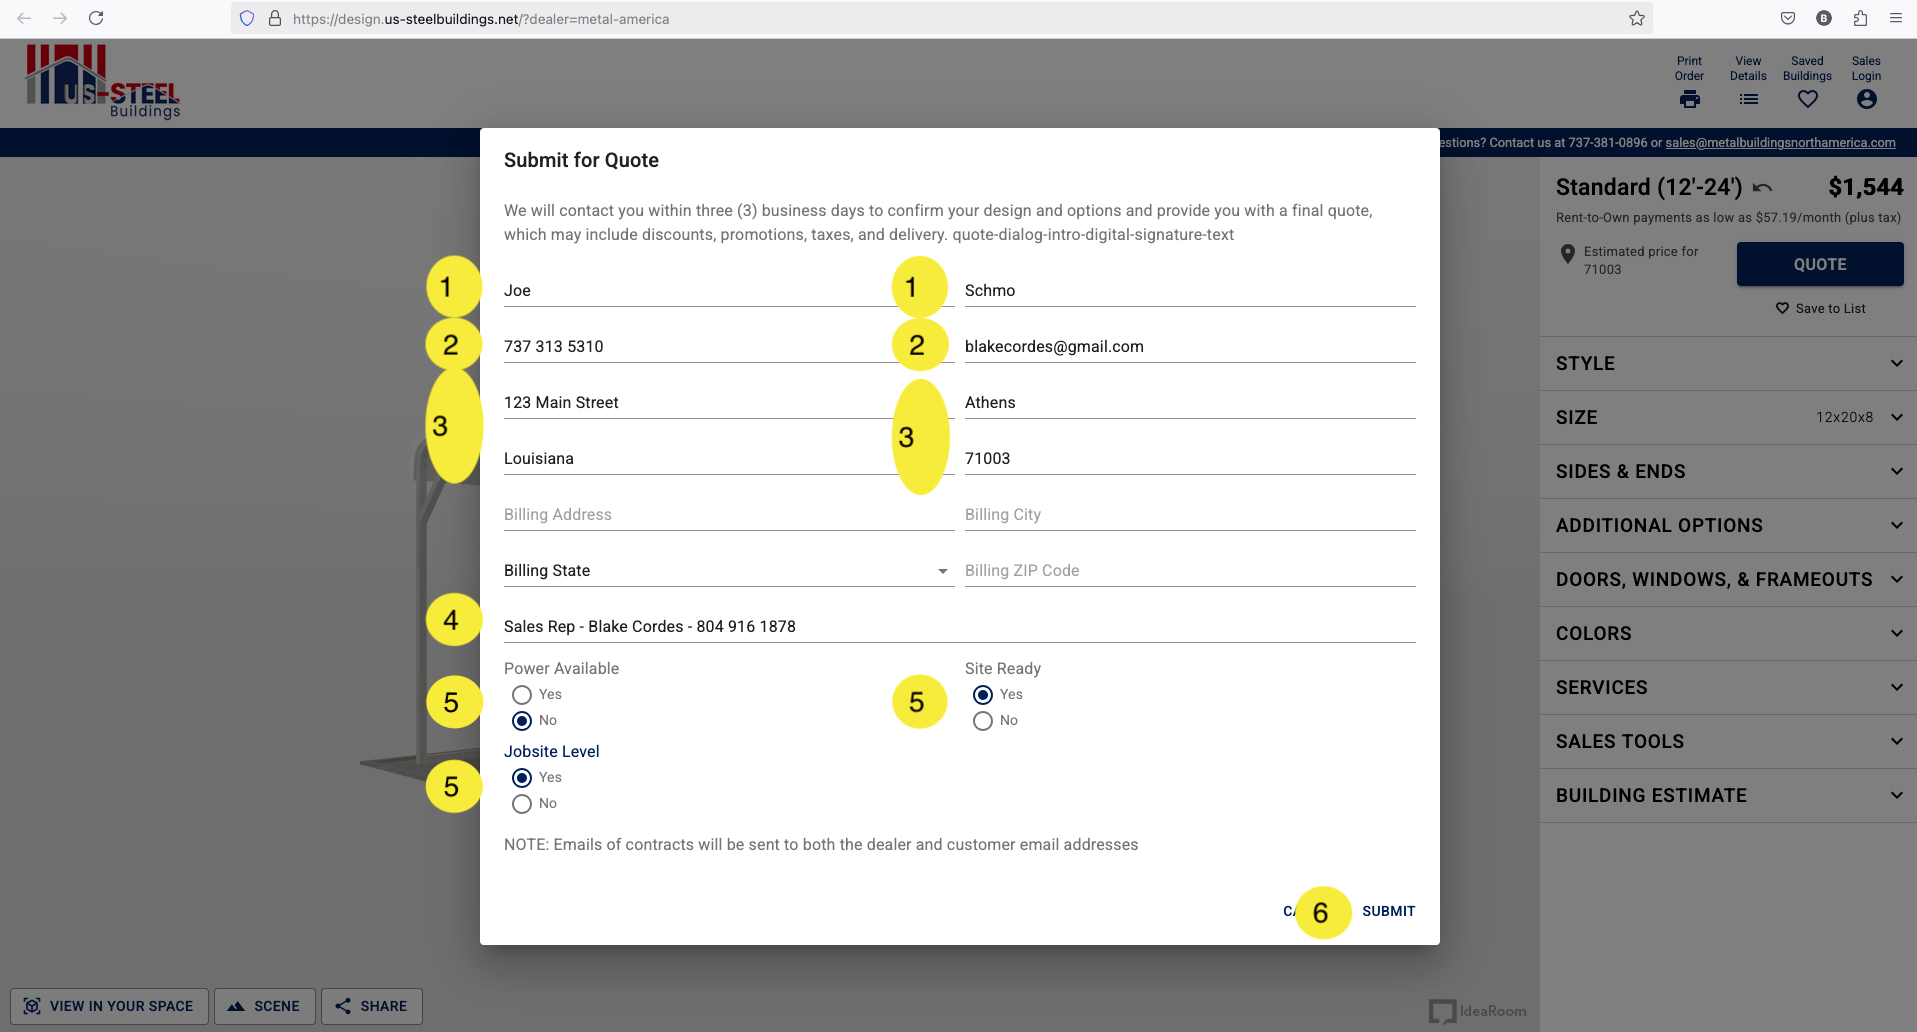 https://design.us-steelbuildings.net/?dealer=metal-america
B
US-STEEL
Buildings
Print Order
View Details
Saved Buildings
Sales Login
estions? Contact us at 737-381-0896 or sales@metalbuildingsnorthamerica.com
Submit for Quote
We will contact you within three (3) business days to confirm your design and options and provide you with a final quote,
which may include discounts, promotions, taxes, and delivery. quote-dialog-intro-digital-signature-text
1 Joe
1 Schmo
2 737 313 5310
2 blakecordes@gmail.com
3 123 Main Street
3 Athens
Louisiana
71003
Billing Address
Billing City
Billing State
Billing ZIP Code
4 Sales Rep - Blake Cordes - 804 916 1878
Power Available
5 Yes
No
Site Ready
5 Yes
No
Jobsite Level
5 Yes
No
NOTE: Emails of contracts will be sent to both the dealer and customer email addresses
6 SUBMIT
Standard (12'-24') $1,544
Rent-to-Own payments as low as $57.19/month (plus tax)
Estimated price for
71003
QUOTE
Save to List
STYLE
SIZE 12x20x8
SIDES & ENDS
ADDITIONAL OPTIONS
DOORS, WINDOWS, & FRAMEOUTS
COLORS
SERVICES
SALES TOOLS
BUILDING ESTIMATE
VIEW IN YOUR SPACE
SCENE
SHARE
IdeaRoom